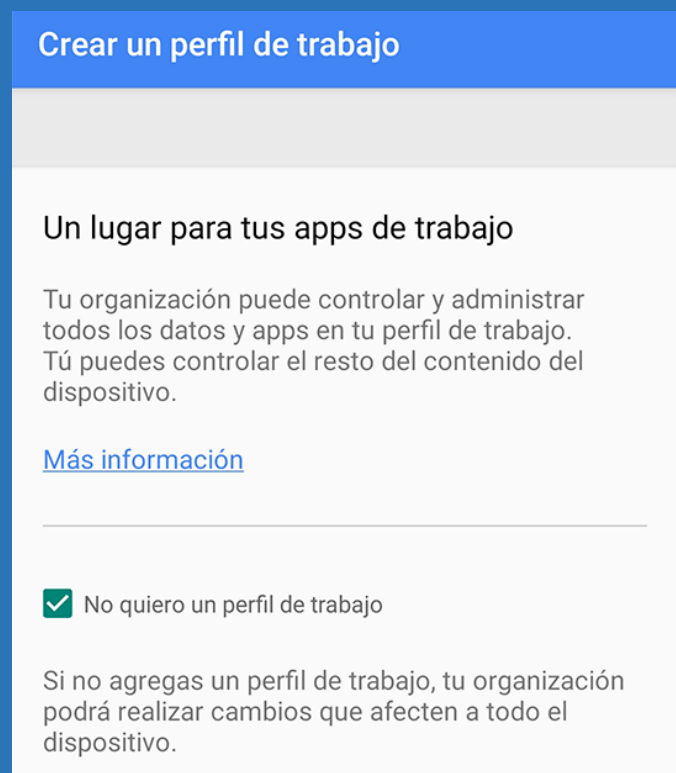 Crear un perfil de trabajo
Un lugar para tus apps de trabajo
Tu organización puede controlar y administrar
todos los datos y apps en tu perfil de trabajo.
Tú puedes controlar el resto del contenido del
dispositivo.
Más información
No quiero un perfil de trabajo
Si no agregas un perfil de trabajo, tu organización
podrá realizar cambios que afecten a todo el
dispositivo.